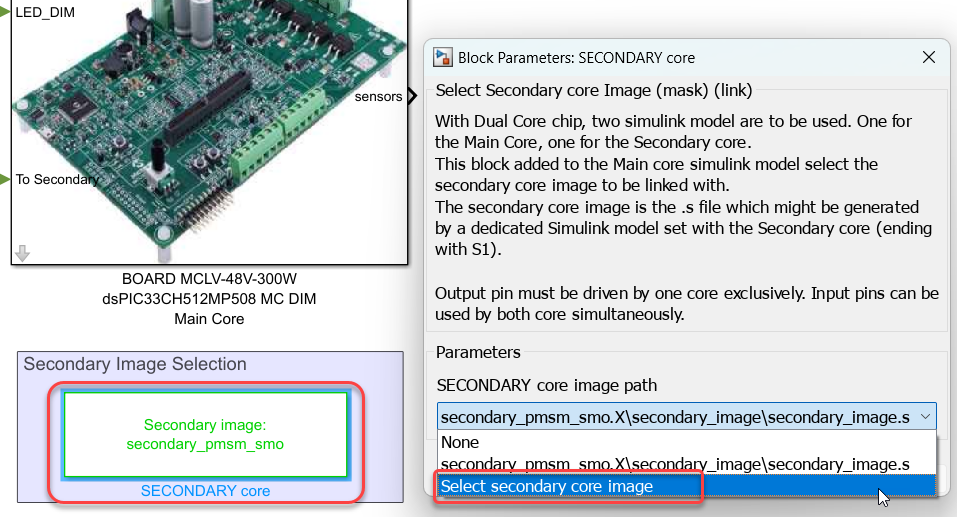 LED_DIM
sensors
To Secondary
BOARD MCLV-48V-300W
dsPIC33CH512MP508 MC DIM
Main Core
Secondary Image Selection
Secondary image:
secondary_pmsm_smo
SECONDARY core
Block Parameters: SECONDARY core
Select Secondary core Image (mask) (link)
With Dual Core chip, two simulink model are to be used. One for
the Main Core, one for the Secondary core.
This block added to the Main core simulink model select the
secondary core image to be linked with.
The secondary core image is the .s file which might be generated
by a dedicated Simulink model set with the Secondary core (ending
with S1).
Output pin must be driven by one core exclusively. Input pins can be
used by both core simultaneously.
Parameters
SECONDARY core image path
secondary_pmsm_smo.X\secondary_image\secondary_image.s
None
secondary_pmsm_smo.X\secondary_image\secondary_image.s
Select secondary core image